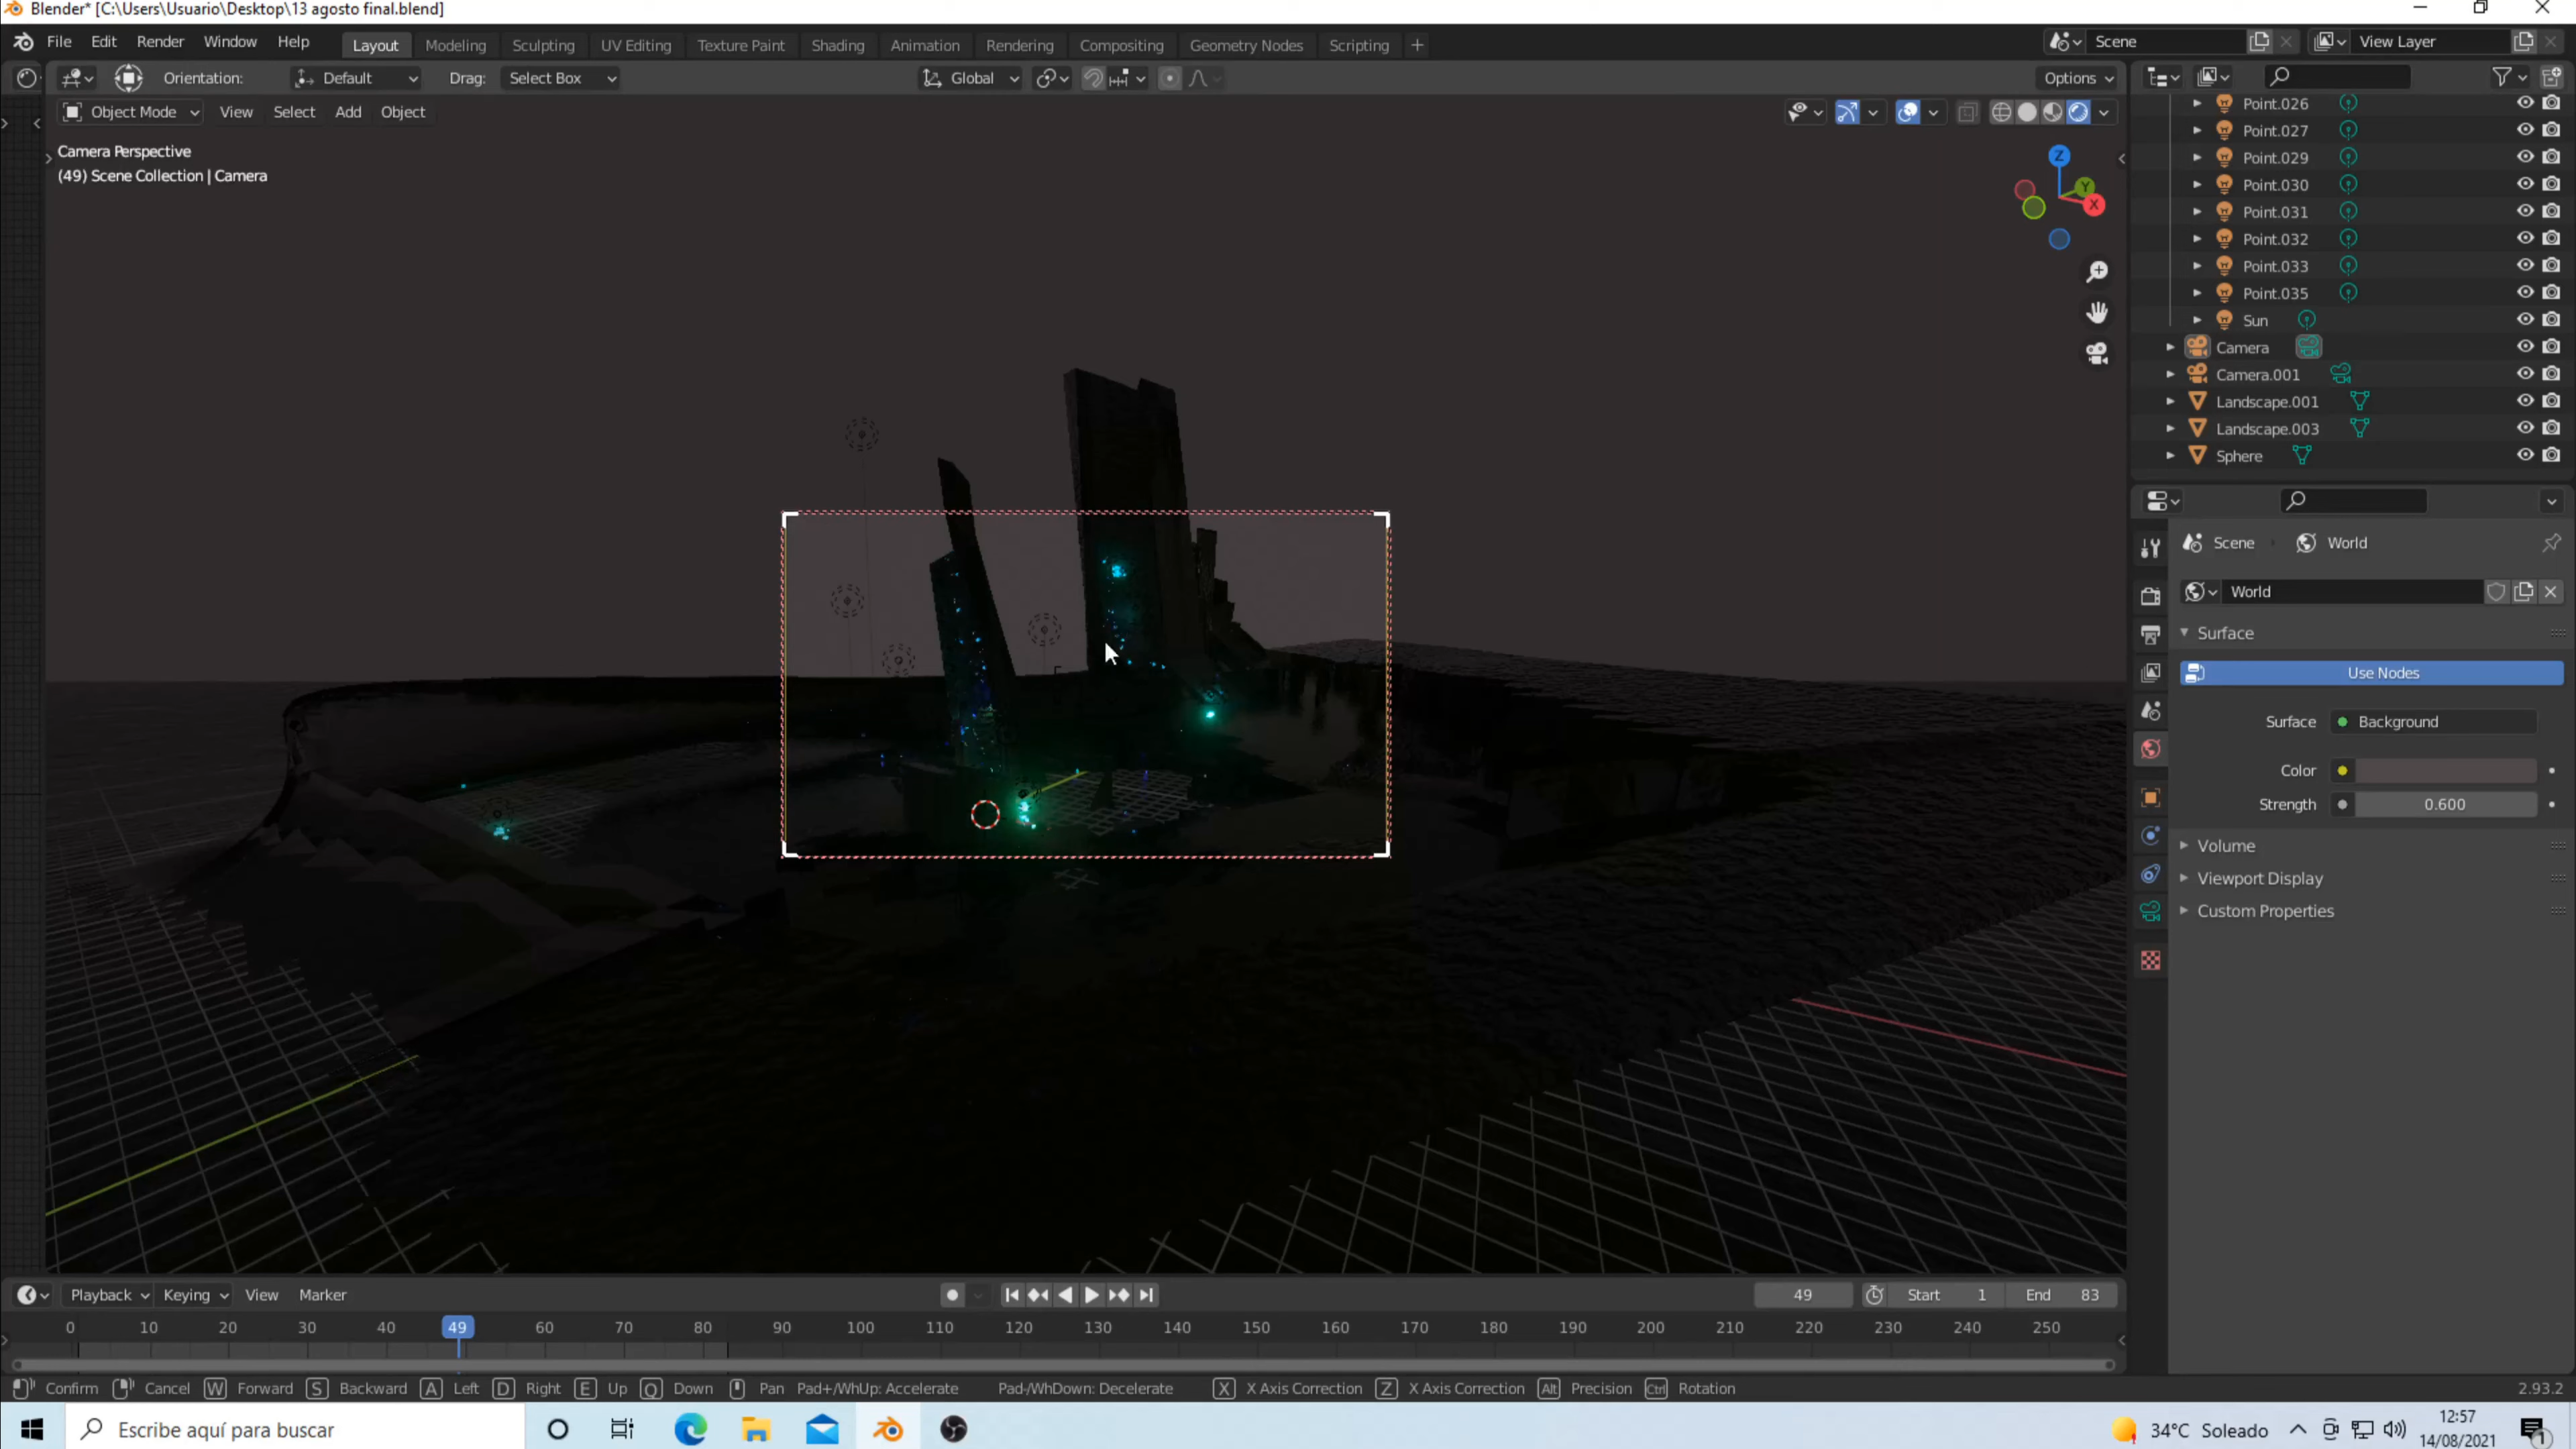 Blender* [C:\Users\Usuario\Desktop\13 agosto final.blend]
File Edit Render Window Help Layout Modeling Sculpting UV Editing Texture Paint Shading Animation Rendering Compositing Geometry Nodes Scripting + Scene View Layer
Orientation: Default Drag: Select Box Global Options
Object Mode View Select Add Object
Camera Perspective
(49) Scene Collection | Camera
Z
Y
X
Point.026
Point.027
Point.029
Point.030
Point.031
Point.032
Point.033
Point.035
Sun
Camera
Camera.001
Landscape.001
Landscape.003
Sphere
Scene World
World
Surface
Use Nodes
Surface Background
Color
Strength 0.600
Volume
Viewport Display
Custom Properties
Playback Keying View Marker 49 Start 1 End 83
0 10 20 30 40 49 60 70 80 90 100 110 120 130 140 150 160 170 180 190 200 210 220 230 240 250
Confirm Cancel W Forward S Backward A Left D Right E Up Q Down Pan Pad+/WhUp: Accelerate Pad-/WhDown: Decelerate X X Axis Correction Z X Axis Correction Alt Precision Ctrl Rotation 2.93.2
Escribe aquí para buscar 34°C Soleado 12:57
14/08/2021 1